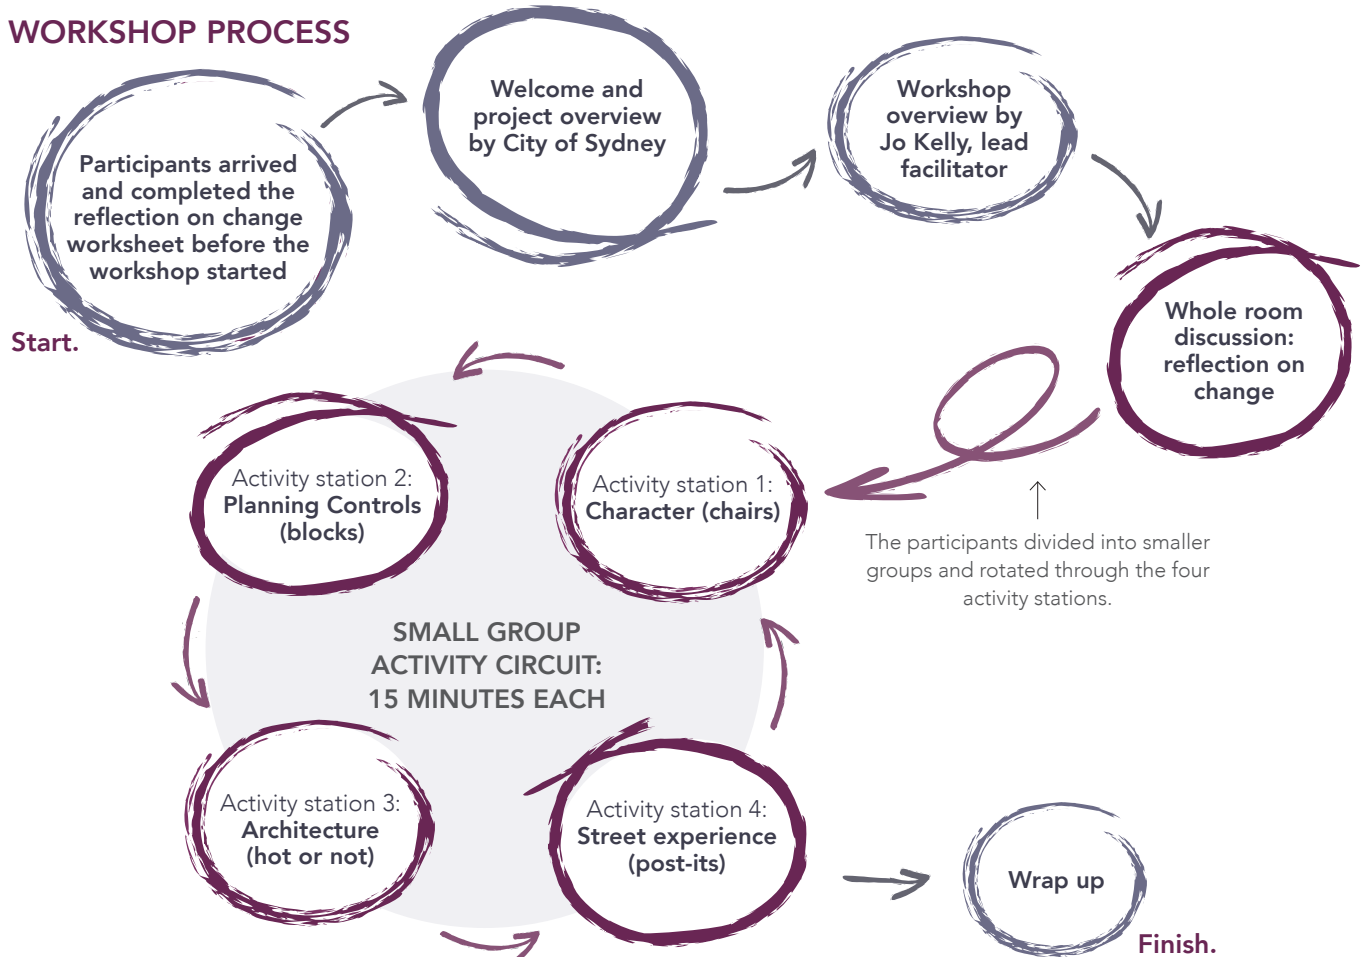 WORKSHOP PROCESS
Participants arrived
and completed the
reflection on change
worksheet before the
workshop started
Start.
Welcome and
project overview
by City of Sydney
Workshop
overview by
Jo Kelly, lead
facilitator
Whole room
discussion:
reflection on
change
The participants divided into smaller
groups and rotated through the four
activity stations.
Activity station 1:
Character (chairs)
Activity station 2:
Planning Controls
(blocks)
SMALL GROUP
ACTIVITY CIRCUIT:
15 MINUTES EACH
Activity station 3:
Architecture
(hot or not)
Activity station 4:
Street experience
(post-its)
Wrap up
Finish.